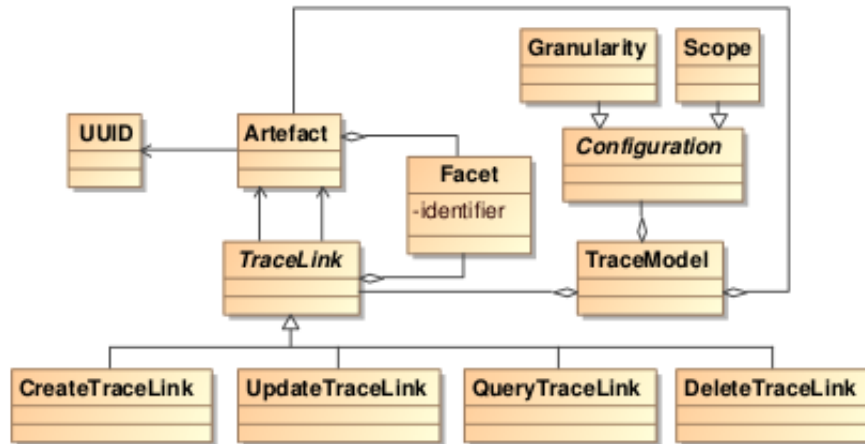 Granularity
Scope
UUID
Artefact
Configuration
Facet
-identifier
TraceLink
TraceModel
CreateTraceLink
UpdateTraceLink
QueryTraceLink
DeleteTraceLink